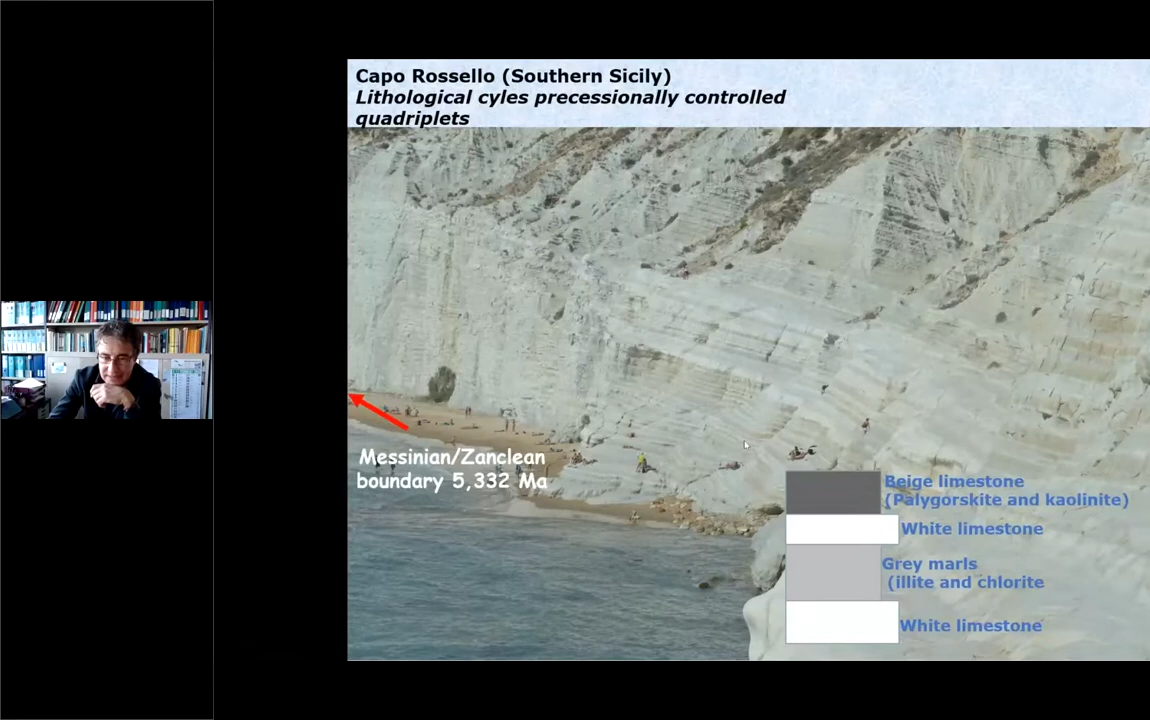 Capo Rossello (Southern Sicily)
Lithological cyles precessionally controlled
quadriplets
Messinian/Zanclean
boundary 5,332 Ma
Beige limestone
(Palygorskite and kaolinite)
White limestone
Grey marls
(illite and chlorite
White limestone